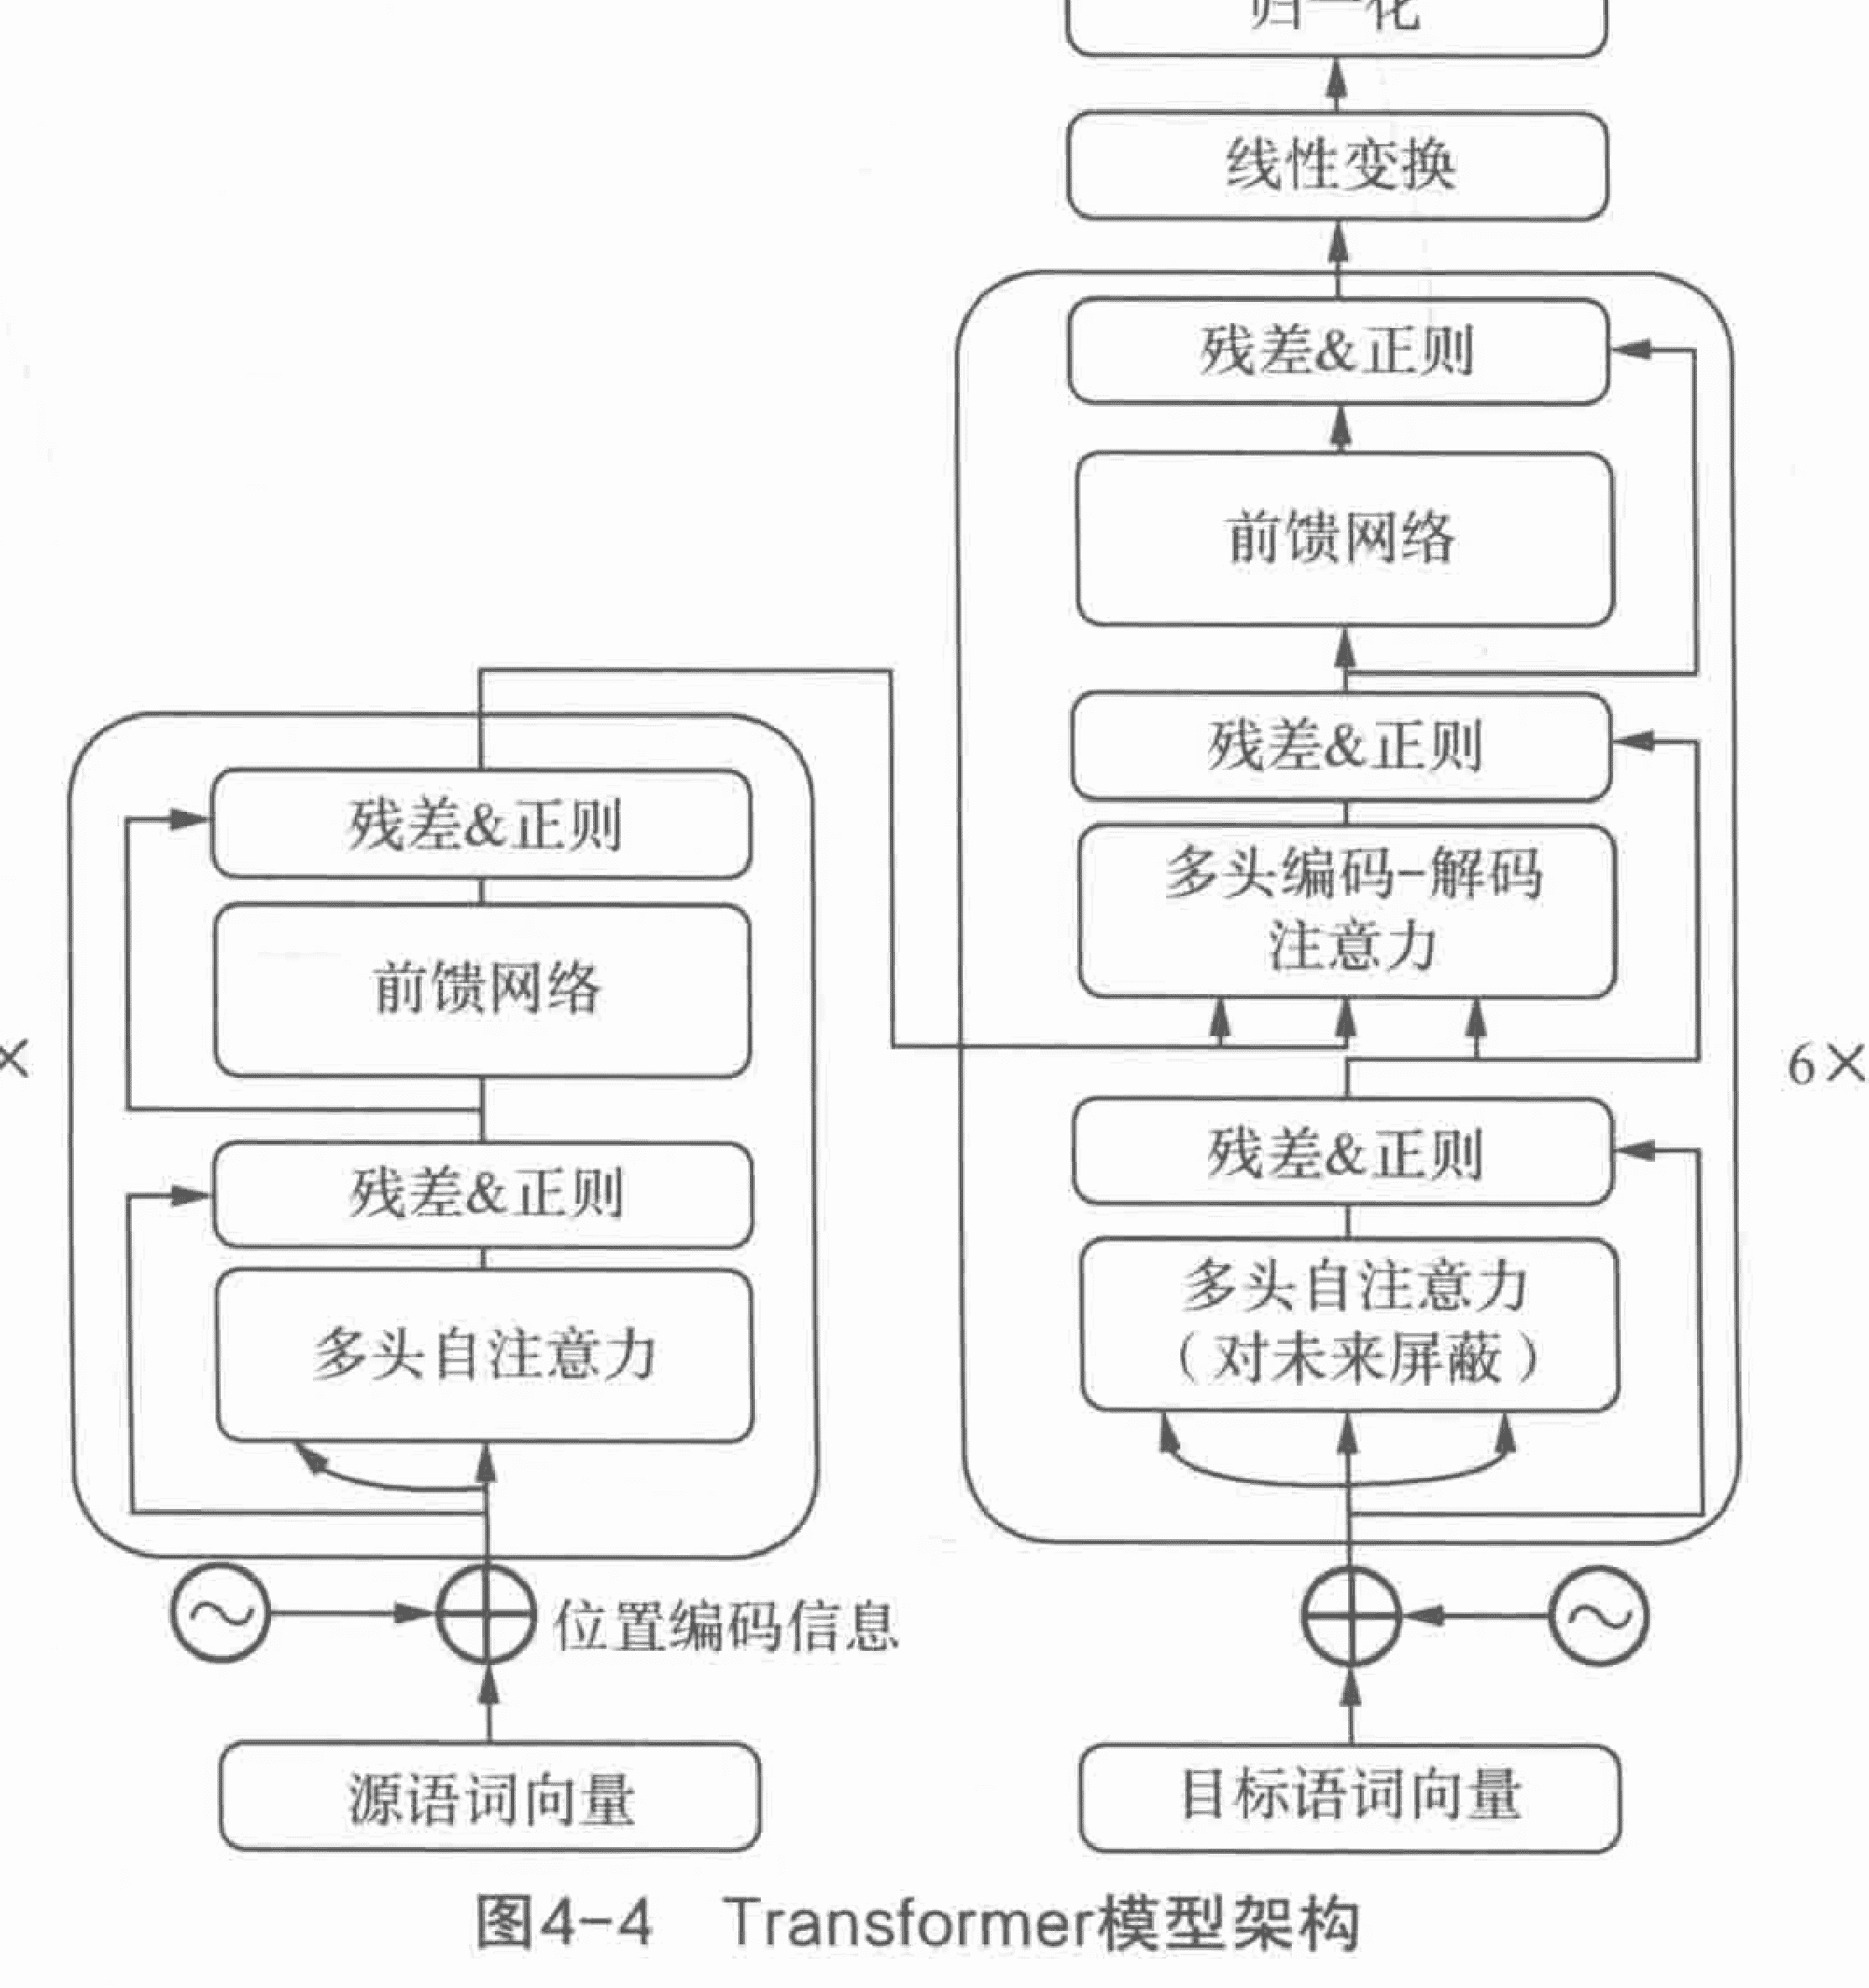 归一化
线性变换
残差&正则
前馈网络
残差&正则
多头编码-解码
注意力
残差&正则
多头自注意力
(对未来屏蔽)
6×
残差&正则
前馈网络
残差&正则
多头自注意力
×
位置编码信息
源语词向量
目标语词向量
图4-4 Transformer模型架构